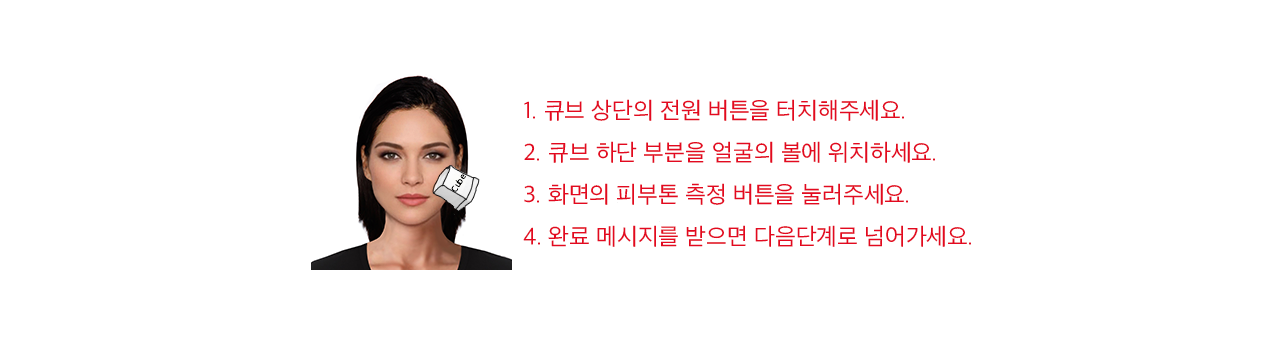 1. 큐브 상단의 전원 버튼을 터치해주세요.
2. 큐브 하단 부분을 얼굴의 볼에 위치하세요.
3. 화면의 피부톤 측정 버튼을 눌러주세요.
4. 완료 메시지를 받으면 다음단계로 넘어가세요.
Cube